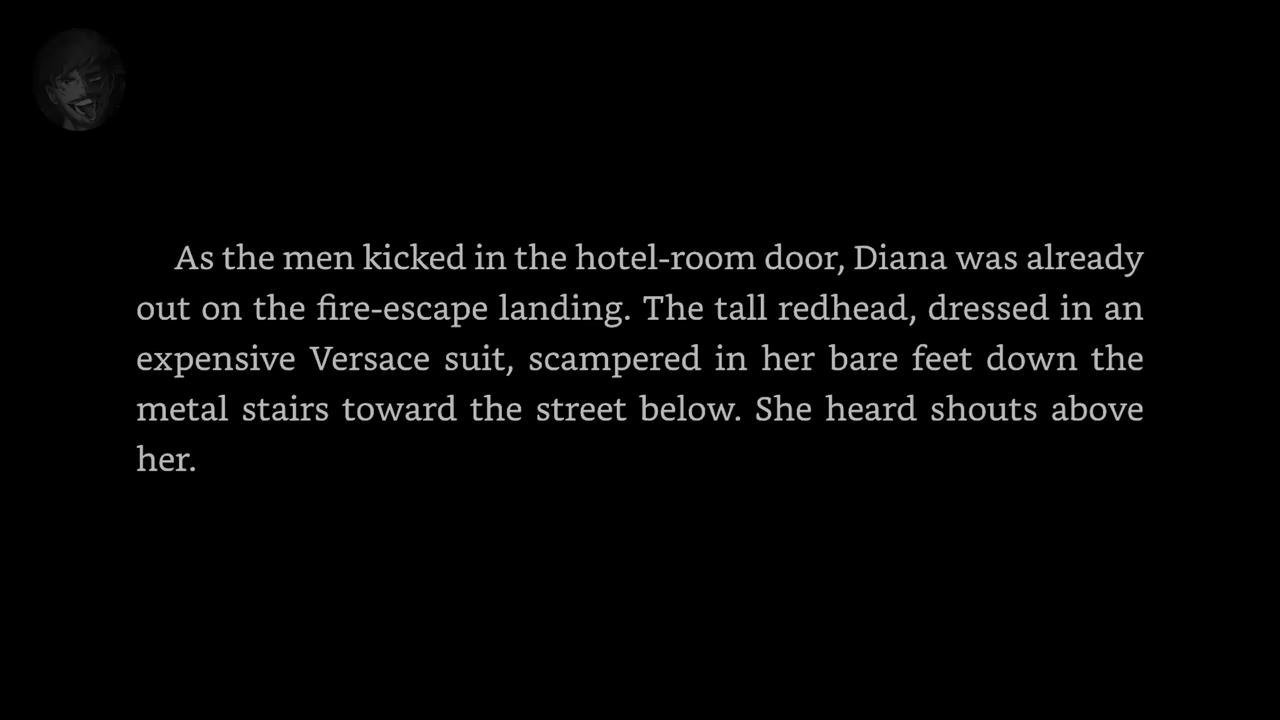 As the men kicked in the hotel-room door, Diana was already
out on the fire-escape landing. The tall redhead, dressed in an
expensive Versace suit, scampered in her bare feet down the
metal stairs toward the street below. She heard shouts above
her.